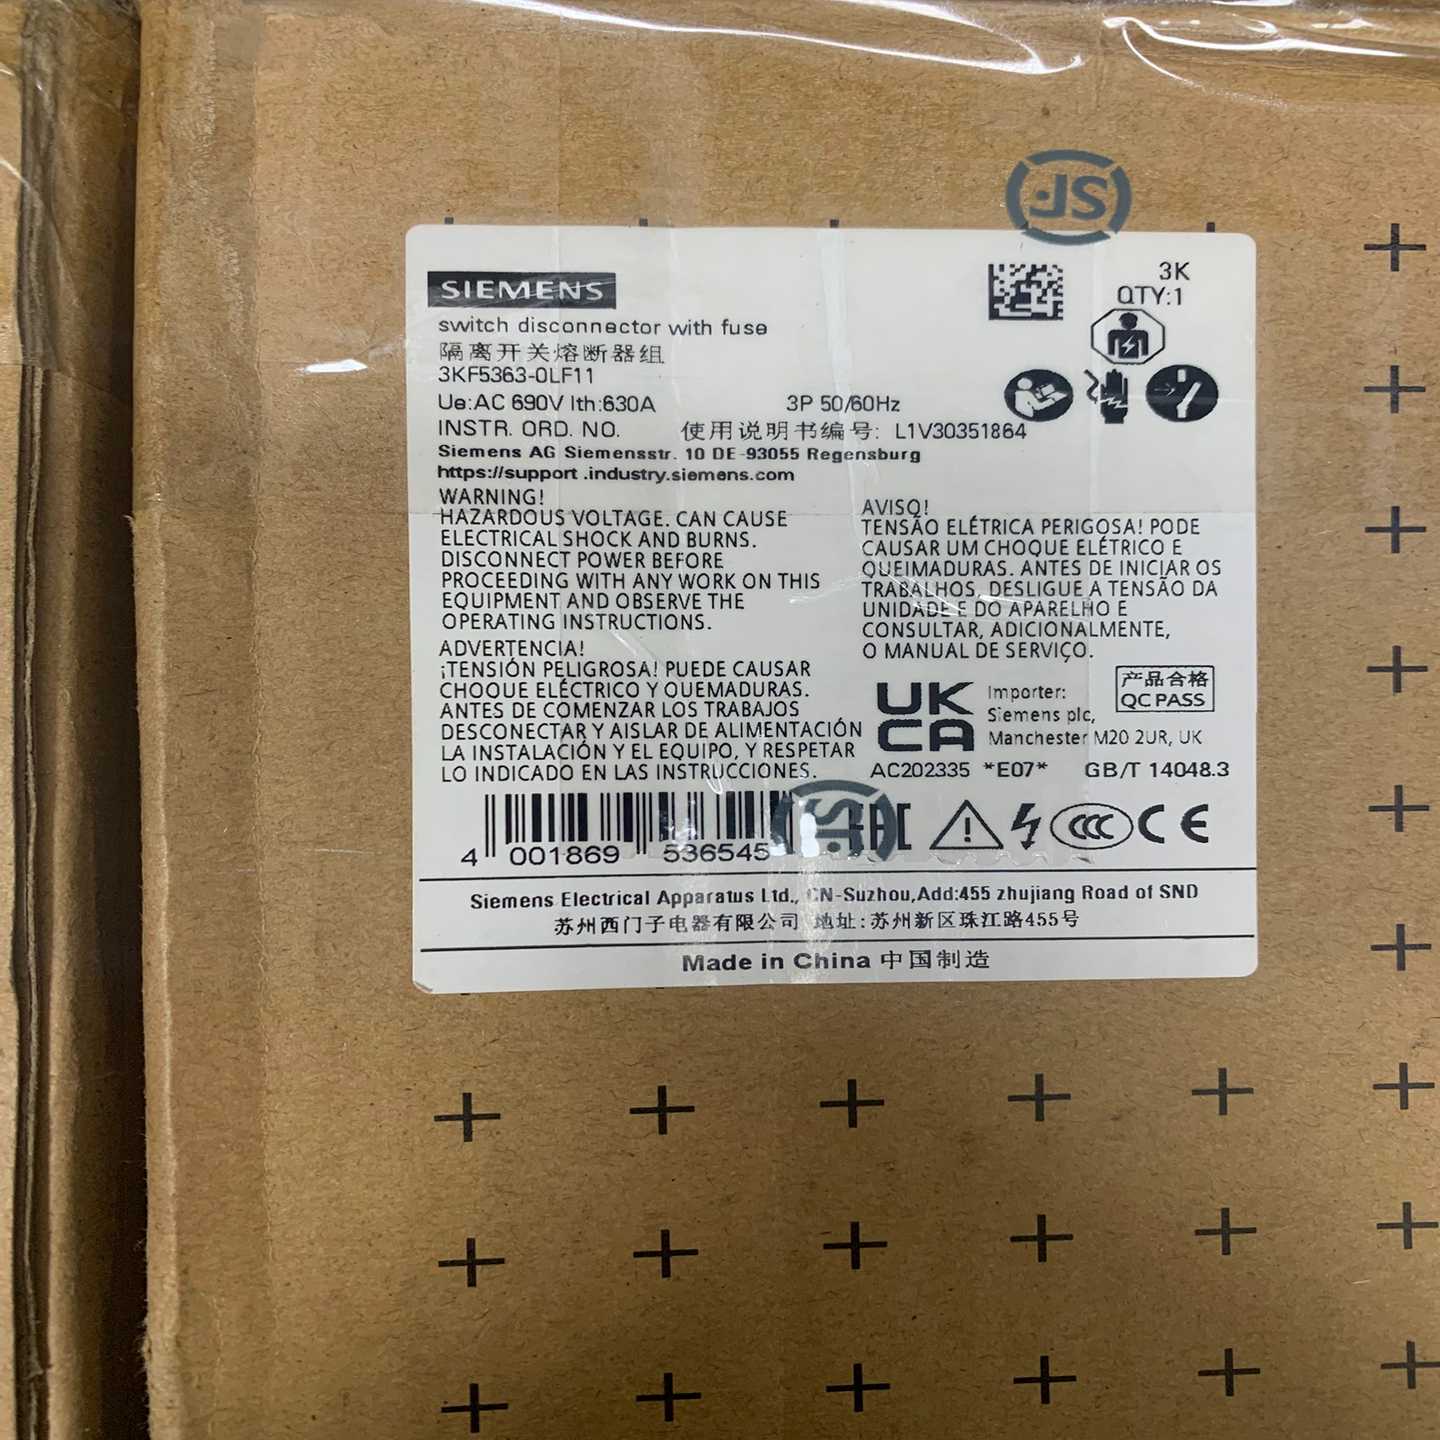 JS
SIEMENS
3K
QTY:1
switch disconnector with fuse
隔离开关熔断器组
3KF5363-0LF11
Ue:AC 690V Ith:630A 3P 50/60Hz
INSTR. ORD. NO. 使用说明书编号: L1V30351864
Siemens AG Siemensstr. 10 DE-93055 Regensburg
https://support.industry.siemens.com
WARNING!
HAZARDOUS VOLTAGE. CAN CAUSE
ELECTRICAL SHOCK AND BURNS.
DISCONNECT POWER BEFORE
PROCEEDING WITH ANY WORK ON THIS
EQUIPMENT AND OBSERVE THE
OPERATING INSTRUCTIONS.
ADVERTENCIA!
¡TENSIÓN PELIGROSA! PUEDE CAUSAR
CHOQUE ELÉCTRICO Y QUEMADURAS.
ANTES DE COMENZAR LOS TRABAJOS
DESCONECTAR Y AISLAR DE ALIMENTACIÓN
LA INSTALACIÓN Y EL EQUIPO, Y RESPETAR
LO INDICADO EN LAS INSTRUCCIONES.
AVISO!
TENSÃO ELÉTRICA PERIGOSA! PODE
CAUSAR UM CHOQUE ELÉTRICO E
QUEIMADURAS. ANTES DE INICIAR OS
TRABALHOS, DESLIGUE A TENSÃO DA
UNIDADE E DO APARELHO E
CONSULTAR, ADICIONALMENTE,
O MANUAL DE SERVIÇO.
UK
CA
Importer:
Siemens plc,
Manchester M20 2UR, UK
产品合格
QC PASS
AC202335 *E07* GB/T 14048.3
4 001869 536545
JS
EAC CCC CE
Siemens Electrical Apparatus Ltd., CN-Suzhou,Add:455 zhujiang Road of SND
苏州西门子电器有限公司 地址:苏州新区珠江路455号
Made in China 中国制造